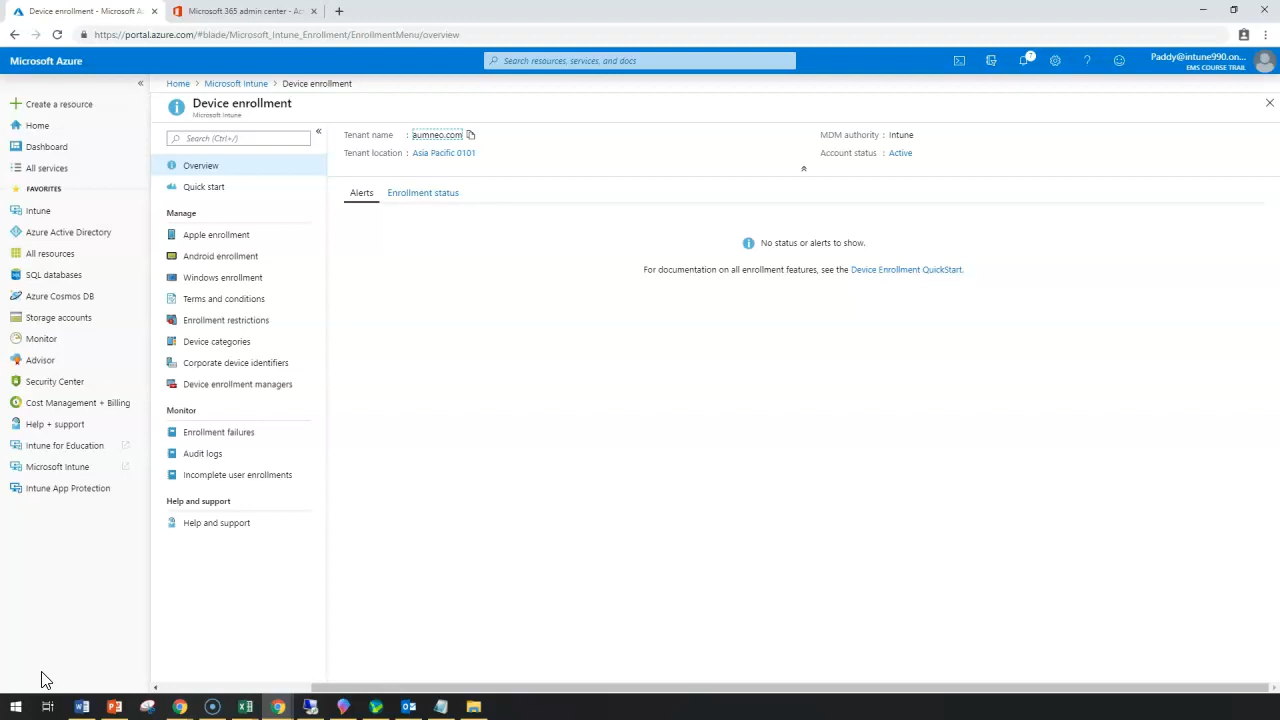 Device enrollment - Microsoft A
Microsoft 365 admin center - Ac
https://portal.azure.com/#blade/Microsoft_Intune_Enrollment/EnrollmentMenu/overview
Microsoft Azure
Search resources, services, and docs
Paddy@intune990.on...
EMS COURSE TRAIL
Home > Microsoft Intune > Device enrollment
Device enrollment
Microsoft Intune
Create a resource
Home
Dashboard
All services
FAVORITES
Intune
Azure Active Directory
All resources
SQL databases
Azure Cosmos DB
Storage accounts
Monitor
Advisor
Security Center
Cost Management + Billing
Help + support
Intune for Education
Microsoft Intune
Intune App Protection
Search (Ctrl+/)
Overview
Quick start
Manage
Apple enrollment
Android enrollment
Windows enrollment
Terms and conditions
Enrollment restrictions
Device categories
Corporate device identifiers
Device enrollment managers
Monitor
Enrollment failures
Audit logs
Incomplete user enrollments
Help and support
Help and support
Tenant name : aumneo.com
Tenant location : Asia Pacific 0101
MDM authority : Intune
Account status : Active
Alerts
Enrollment status
No status or alerts to show.
For documentation on all enrollment features, see the Device Enrollment QuickStart.